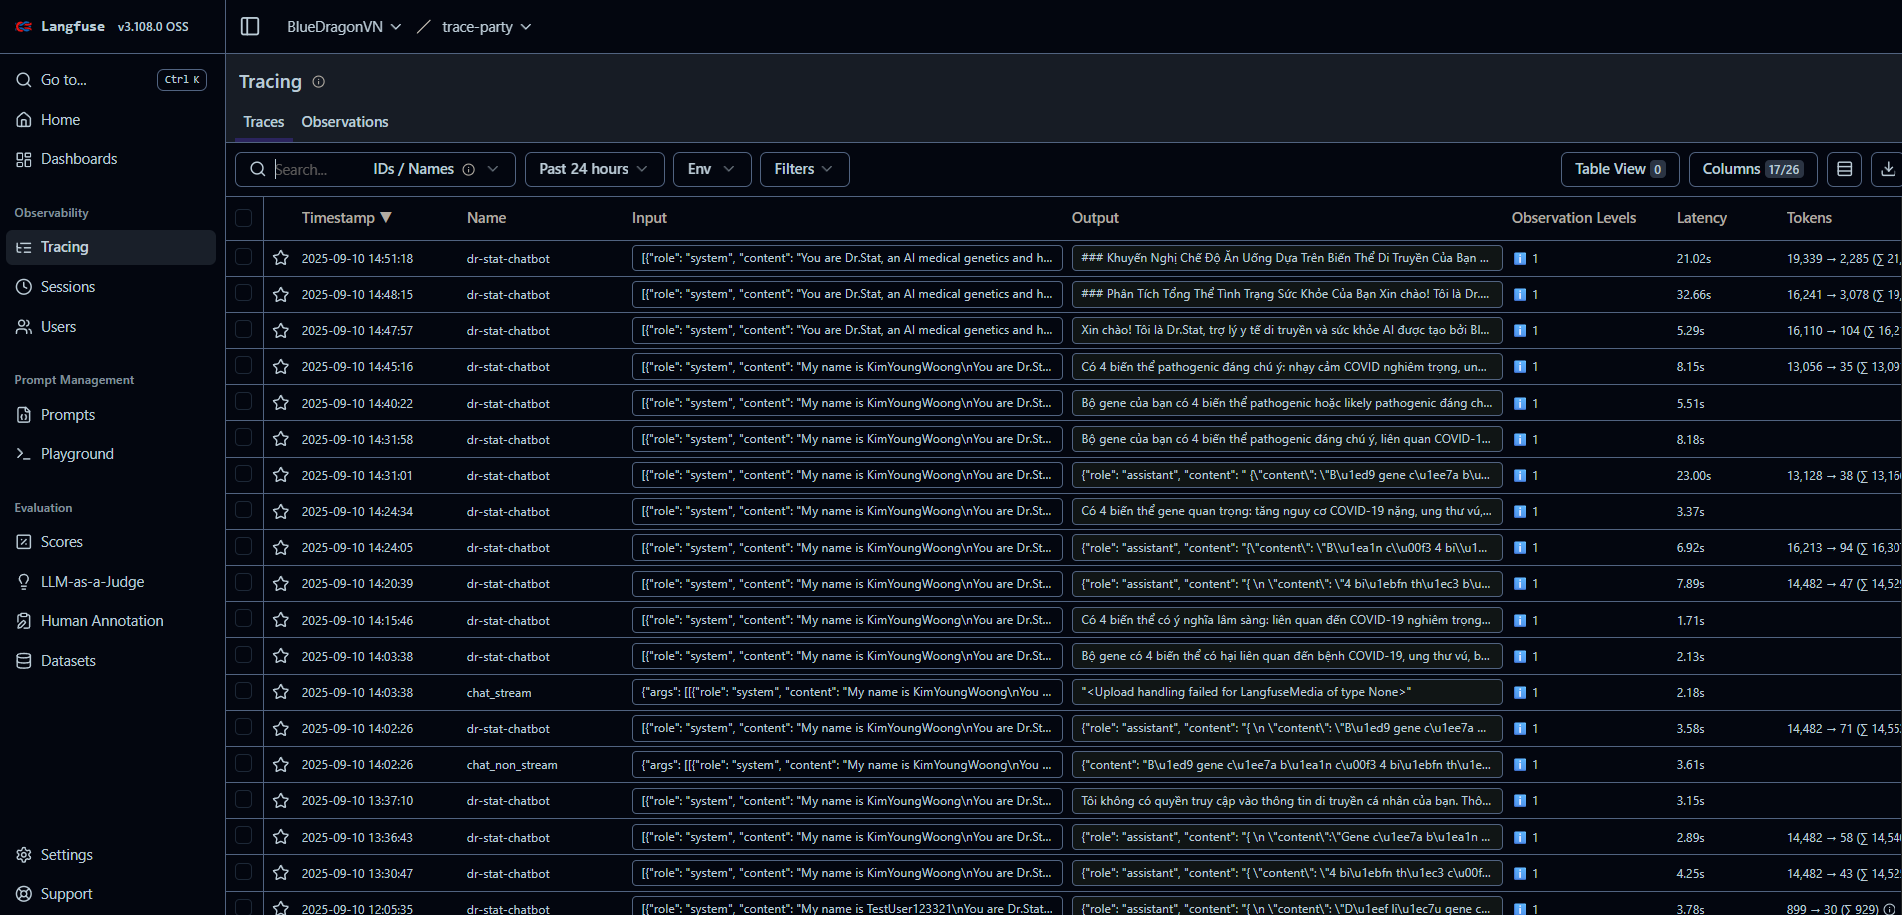 Langfuse v3.108.0 OSS
BlueDragonVN / trace-party
Go to... Ctrl K
Home
Dashboards
Observability
Tracing
Sessions
Users
Prompt Management
Prompts
Playground
Evaluation
Scores
LLM-as-a-Judge
Human Annotation
Datasets
Settings
Support
Tracing
Traces Observations
Search... IDs / Names Past 24 hours Env Filters Table View 0 Columns 17/26
Timestamp ▼ Name Input Output Observation Levels Latency Tokens
2025-09-10 14:51:18 dr-stat-chatbot [{"role": "system", "content": "You are Dr.Stat, an AI medical genetics and h... ### Khuyến Nghị Chế Độ Ăn Uống Dựa Trên Biến Thể Di Truyền Của Bạn ... 1 21.02s 19,339 → 2,285 (∑ 21,
2025-09-10 14:48:15 dr-stat-chatbot [{"role": "system", "content": "You are Dr.Stat, an AI medical genetics and h... ### Phân Tích Tổng Thể Tình Trạng Sức Khỏe Của Bạn Xin chào! Tôi là Dr.... 1 32.66s 16,241 → 3,078 (∑ 19,
2025-09-10 14:47:57 dr-stat-chatbot [{"role": "system", "content": "You are Dr.Stat, an AI medical genetics and h... Xin chào! Tôi là Dr.Stat, trợ lý y tế di truyền và sức khỏe AI được tạo bởi Bl... 1 5.29s 16,110 → 104 (∑ 16,2
2025-09-10 14:45:16 dr-stat-chatbot [{"role": "system", "content": "My name is KimYoungWoong\nYou are Dr.St... Có 4 biến thể pathogenic đáng chú ý: nhạy cảm COVID nghiêm trọng, un... 1 8.15s 13,056 → 35 (∑ 13,09
2025-09-10 14:40:22 dr-stat-chatbot [{"role": "system", "content": "My name is KimYoungWoong\nYou are Dr.St... Bộ gene của bạn có 4 biến thể pathogenic hoặc likely pathogenic đáng ch... 1 5.51s
2025-09-10 14:31:58 dr-stat-chatbot [{"role": "system", "content": "My name is KimYoungWoong\nYou are Dr.St... Bộ gene của bạn có 4 biến thể pathogenic đáng chú ý, liên quan COVID-1... 1 8.18s
2025-09-10 14:31:01 dr-stat-chatbot [{"role": "system", "content": "My name is KimYoungWoong\nYou are Dr.St... {"role": "assistant", "content": " {\"content\": \"B\u1ed9 gene c\u1ee7a b\u... 1 23.00s 13,128 → 38 (∑ 13,16
2025-09-10 14:24:34 dr-stat-chatbot [{"role": "system", "content": "My name is KimYoungWoong\nYou are Dr.St... Có 4 biến thể gene quan trọng: tăng nguy cơ COVID-19 nặng, ung thư vú,... 1 3.37s
2025-09-10 14:24:05 dr-stat-chatbot [{"role": "system", "content": "My name is KimYoungWoong\nYou are Dr.St... {"role": "assistant", "content": "{\"content\": \"B\\u1ea1n c\\u00f3 4 bi\\u1... 1 6.92s 16,213 → 94 (∑ 16,30
2025-09-10 14:20:39 dr-stat-chatbot [{"role": "system", "content": "My name is KimYoungWoong\nYou are Dr.St... {"role": "assistant", "content": "{ \n \"content\": \"4 bi\u1ebfn th\u1ec3 b\u... 1 7.89s 14,482 → 47 (∑ 14,52
2025-09-10 14:15:46 dr-stat-chatbot [{"role": "system", "content": "My name is KimYoungWoong\nYou are Dr.St... Có 4 biến thể có ý nghĩa lâm sàng: liên quan đến COVID-19 nghiêm trọng... 1 1.71s
2025-09-10 14:03:38 dr-stat-chatbot [{"role": "system", "content": "My name is KimYoungWoong\nYou are Dr.St... Bộ gene có 4 biến thể có hại liên quan đến bệnh COVID-19, ung thư vú, b... 1 2.13s
2025-09-10 14:03:38 chat_stream {"args": [[{"role": "system", "content": "My name is KimYoungWoong\nYou ... "<Upload handling failed for LangfuseMedia of type None>" 1 2.18s
2025-09-10 14:02:26 dr-stat-chatbot [{"role": "system", "content": "My name is KimYoungWoong\nYou are Dr.St... {"role": "assistant", "content": "{ \n \"content\": \"B\u1ed9 gene c\u1ee7a ... 1 3.58s 14,482 → 71 (∑ 14,55
2025-09-10 14:02:26 chat_non_stream {"args": [[{"role": "system", "content": "My name is KimYoungWoong\nYou ... {"content": "B\u1ed9 gene c\u1ee7a b\u1ea1n c\u00f3 4 bi\u1ebfn th\u1e... 1 3.61s
2025-09-10 13:37:10 dr-stat-chatbot [{"role": "system", "content": "My name is KimYoungWoong\nYou are Dr.St... Tôi không có quyền truy cập vào thông tin di truyền cá nhân của bạn. Thô... 1 3.15s
2025-09-10 13:36:43 dr-stat-chatbot [{"role": "system", "content": "My name is KimYoungWoong\nYou are Dr.St... {"role": "assistant", "content": "{ \n \"content\":\"Gene c\u1ee7a b\u1ea1n ... 1 2.89s 14,482 → 58 (∑ 14,54
2025-09-10 13:30:47 dr-stat-chatbot [{"role": "system", "content": "My name is KimYoungWoong\nYou are Dr.St... {"role": "assistant", "content": "{ \"content\": \"4 bi\u1ebfn th\u1ec3 c\u00f... 1 4.25s 14,482 → 43 (∑ 14,52
2025-09-10 12:05:35 dr-stat-chatbot [{"role": "system", "content": "My name is TestUser123321\nYou are Dr.Stat... {"role": "assistant", "content": "{ \n \"content\": \"D\u1eef li\u1ec7u gene c... 1 3.78s 899 → 30 (∑ 929)